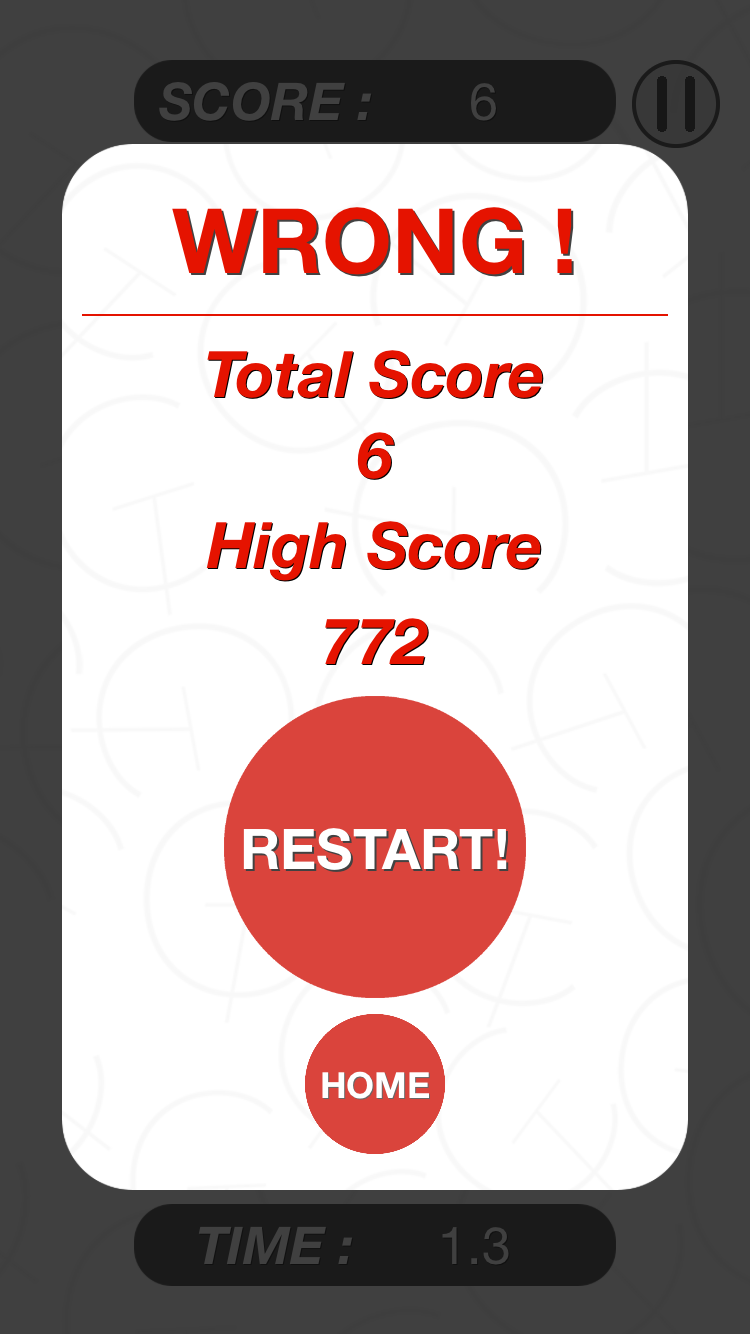 SCORE : 6
WRONG !
Total Score
6
High Score
772
RESTART!
HOME
TIME : 1.3